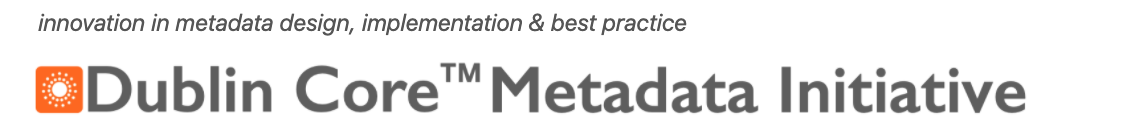 innovation in metadata design, implementation & best practice
Dublin Core™ Metadata Initiative